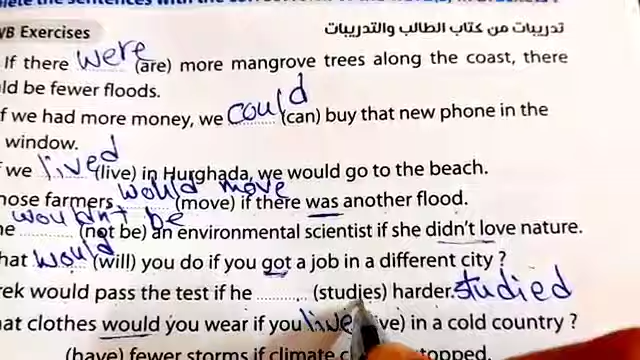 WB Exercises تدريبات من كتاب الطالب والتدريبات
If there were (are) more mangrove trees along the coast, there
ld be fewer floods.
f we had more money, we could (can) buy that new phone in the
window.
f we lived (live) in Hurghada, we would go to the beach.
hose farmers would move (move) if there was another flood.
he wouldn't be (not be) an environmental scientist if she didn't love nature.
hat would (will) you do if you got a job in a different city ?
rek would pass the test if he ............ (studies) harder. studied
at clothes would you wear if you live ive) in a cold country ?
(have) fewer storms if climate c topped.